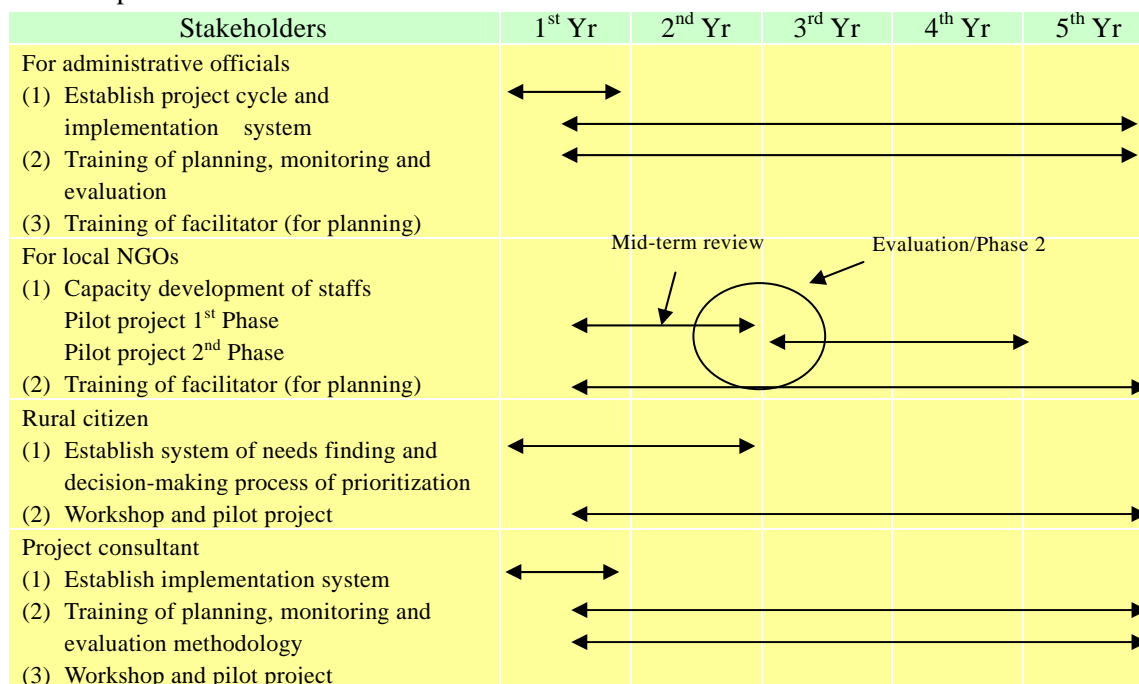 Stakeholders 1st Yr 2nd Yr 3rd Yr 4th Yr 5th Yr
For administrative officials
(1) Establish project cycle and
implementation system
(2) Training of planning, monitoring and
evaluation
(3) Training of facilitator (for planning)
Mid-term review Evaluation/Phase 2
For local NGOs
(1) Capacity development of staffs
Pilot project 1st Phase
Pilot project 2nd Phase
(2) Training of facilitator (for planning)
Rural citizen
(1) Establish system of needs finding and
decision-making process of prioritization
(2) Workshop and pilot project
Project consultant
(1) Establish implementation system
(2) Training of planning, monitoring and
evaluation methodology
(3) Workshop and pilot project